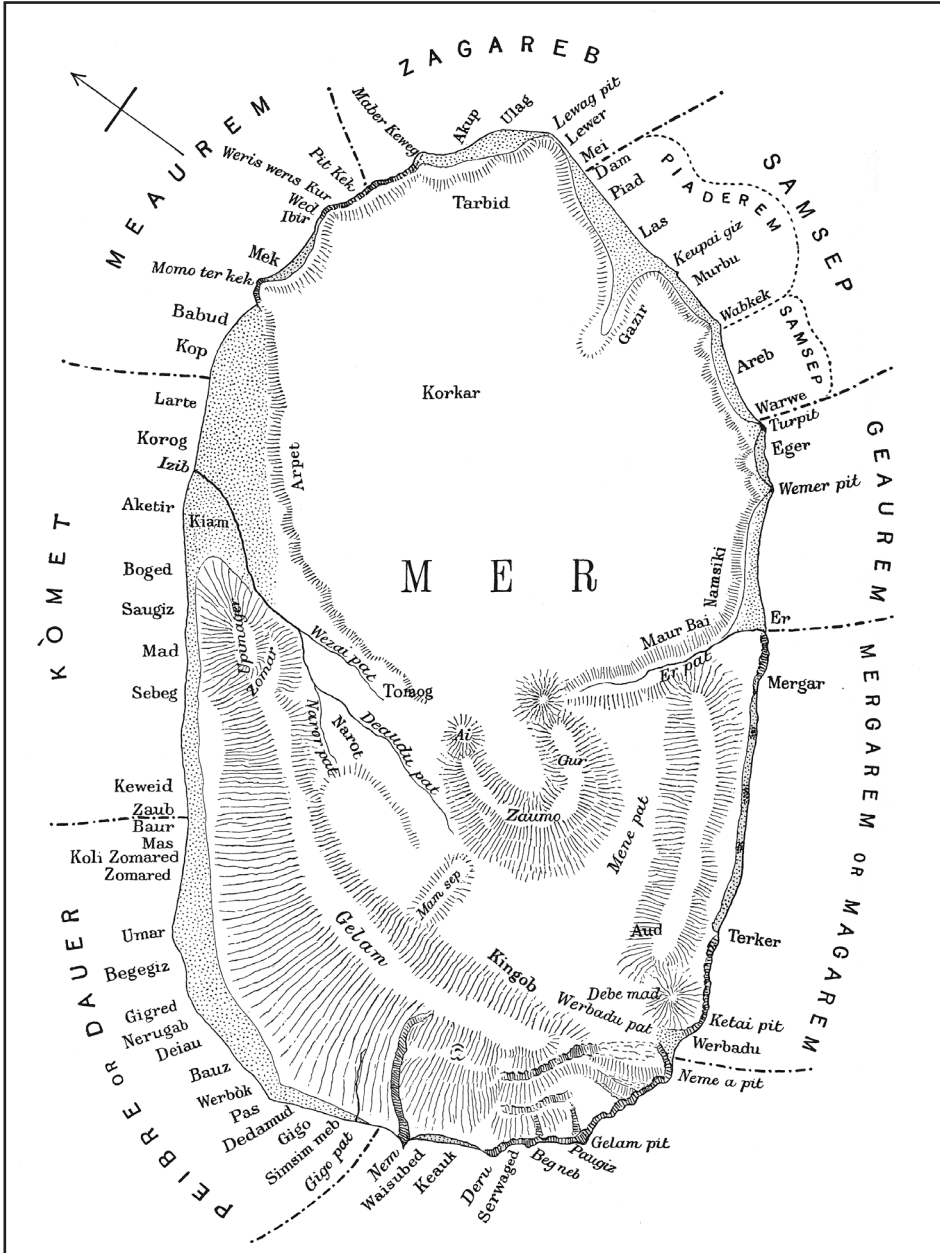 ZAGAREB
MEAUREM
SAMSEP
PIADEREM
SAMSEP
GEAUREM
MERGAREM OR MAGAREM
KÒMET
PEIBRE OR DAUER
Maber Keweg
Akup
Ulag
Lewag pit
Lewer
Mei
Dam
Piad
Las
Keupai giz
Murbu
Wabkek
Areb
Warwe
Turpit
Eger
Wemer pit
Er
Mergar
Terker
Ketai pit
Werbadu
Neme a pit
Gelam pit
Paugiz
Beg neb
Serwaged
Deru
Keauk
Waisubed
Nem
Gigo pat
Simsim meb
Gigo
Dedamud
Pas
Werbòk
Bauz
Deiau
Nerugab
Gigred
Begegiz
Umar
Zomared
Koli Zomared
Mas
Baur
Zaub
Keweid
Sebeg
Mad
Saugiz
Boged
Aketir
Izib
Korog
Larte
Kop
Babud
Momo ter kek
Mek
Ibir
Wed
Weris weris Kur
Pit Kek
Tarbid
Gazir
Korkar
Arpet
Kiam
MER
Namsiki
Maur Bai
Er pat
Wezai pat
Tomog
Zomar
Narot pat
Narot
Deaudu pat
Ai
Gur
Zaumo
Mene pat
Mam sep
Gelam
Kingob
Aud
Debe mad
Werbadu pat